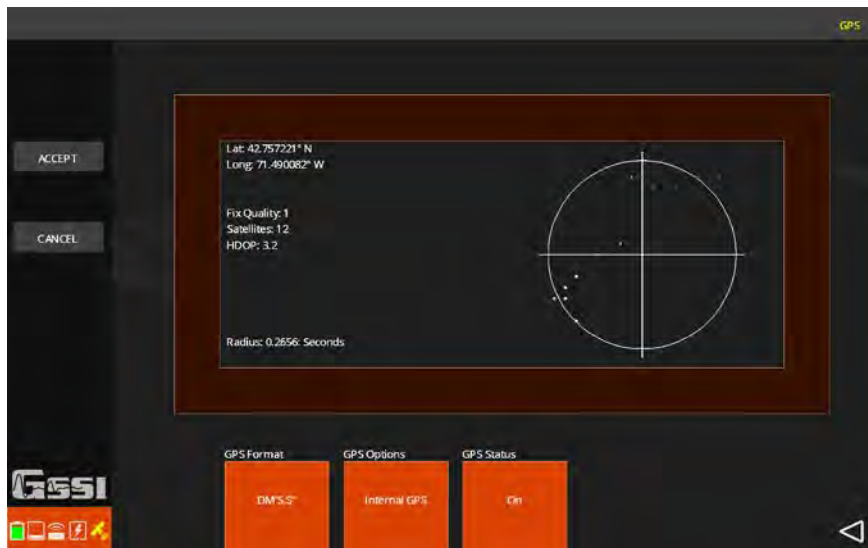 GPS
ACCEPT
CANCEL
Lat: 42.757221° N
Long: 71.490082° W
Fix Quality: 1
Satellites: 12
HDOP: 3.2
Radius: 0.2656: Seconds
GPS Format
GPS Options
GPS Status
DM'S.S"
Internal GPS
On
GSSI